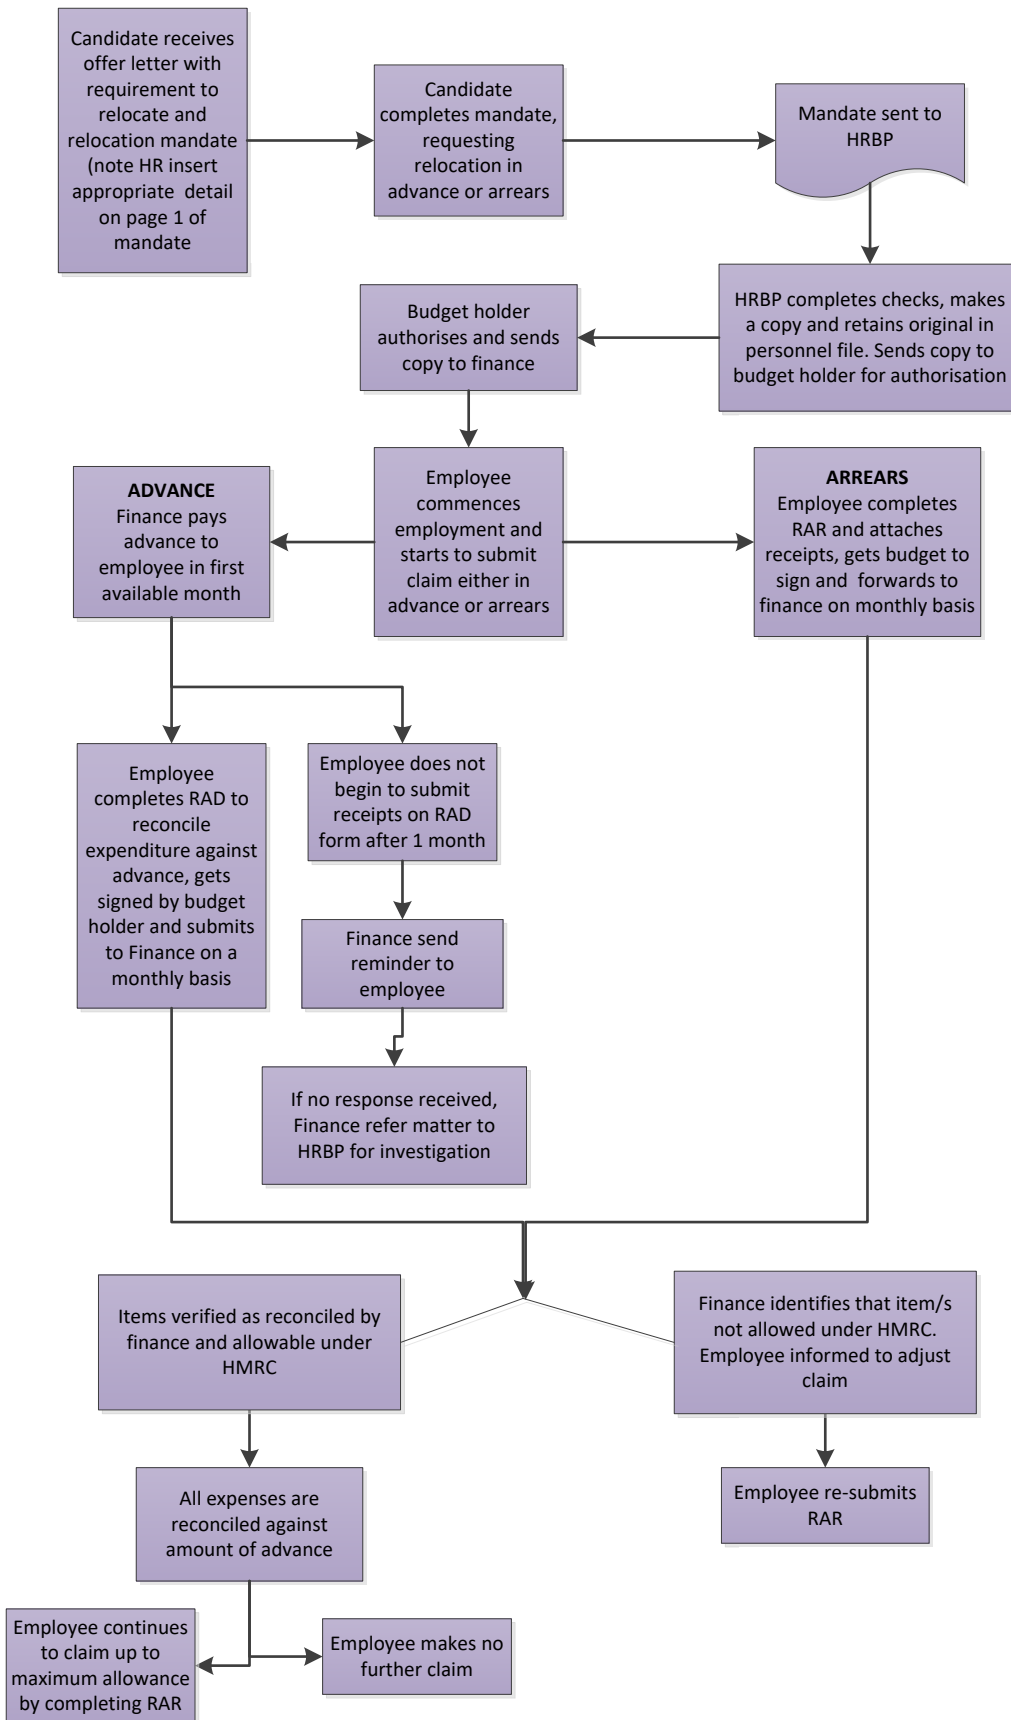 Candidate receives
offer letter with
requirement to
relocate and
relocation mandate
(note HR insert
appropriate detail
on page 1 of
mandate
Candidate
completes mandate,
requesting
relocation in
advance or arrears
Mandate sent to
HRBP
HRBP completes checks, makes
a copy and retains original in
personnel file. Sends copy to
budget holder for authorisation
Budget holder
authorises and sends
copy to finance
Employee
commences
employment and
starts to submit
claim either in
advance or arrears
ADVANCE
Finance pays
advance to
employee in first
available month
ARREARS
Employee completes
RAR and attaches
receipts, gets budget to
sign and forwards to
finance on monthly basis
Employee
completes RAD to
reconcile
expenditure against
advance, gets
signed by budget
holder and submits
to Finance on a
monthly basis
Employee does not
begin to submit
receipts on RAD
form after 1 month
Finance send
reminder to
employee
If no response received,
Finance refer matter to
HRBP for investigation
Items verified as reconciled by
finance and allowable under
HMRC
Finance identifies that item/s
not allowed under HMRC.
Employee informed to adjust
claim
All expenses are
reconciled against
amount of advance
Employee re-submits
RAR
Employee continues
to claim up to
maximum allowance
by completing RAR
Employee makes no
further claim